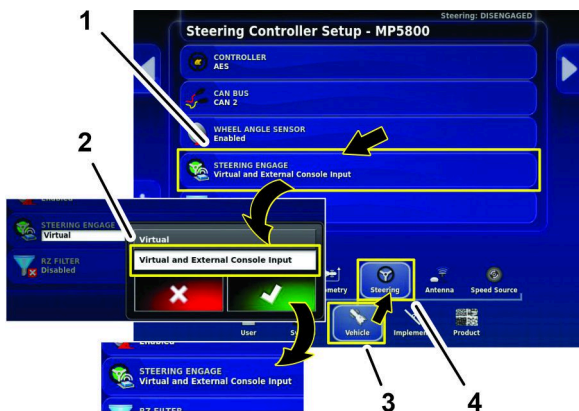 Steering: DISENGAGED
Steering Controller Setup - MP5800
1
CONTROLLER
AES
CAN BUS
CAN 2
WHEEL ANGLE SENSOR
Enabled
STEERING ENGAGE
Virtual and External Console Input
2
Enabled
STEERING ENGAGE
Virtual
RZ FILTER
Disabled
Virtual
Virtual and External Console Input
Steering
Antenna
Speed Source
User
Vehicle
Product
Enabled
STEERING ENGAGE
Virtual and External Console Input
RZ FILTER
3
4